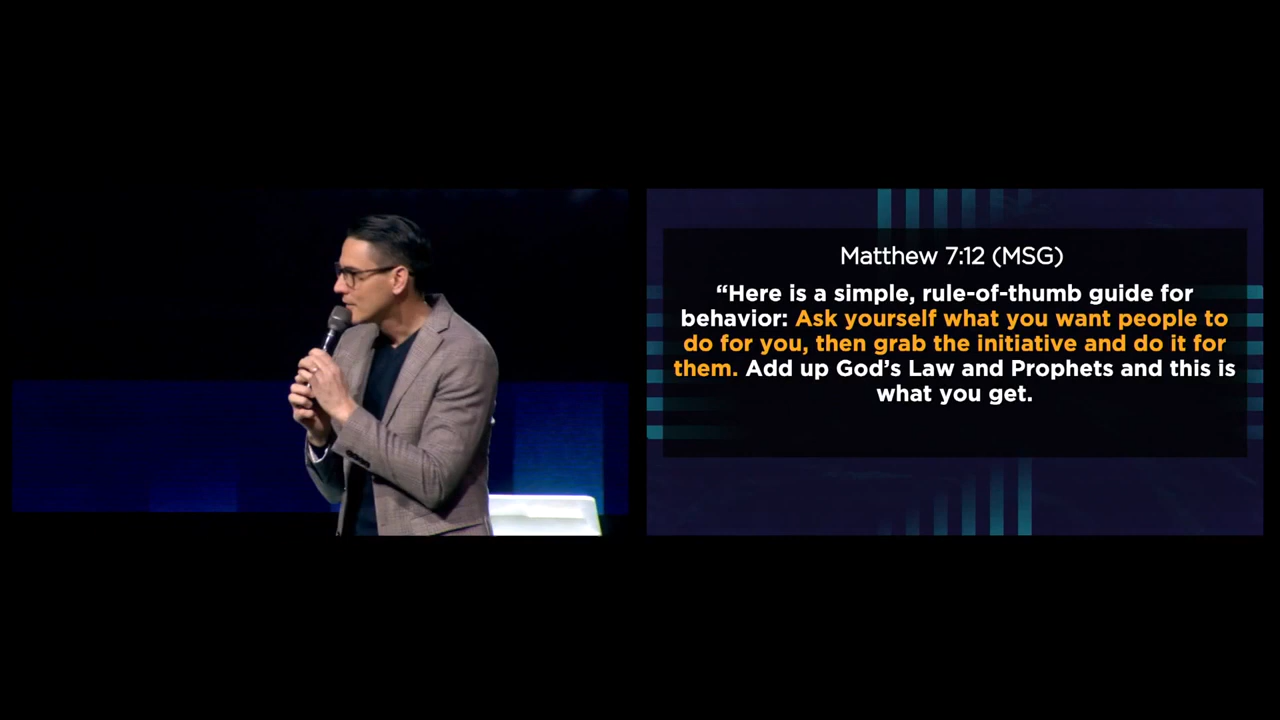 Matthew 7:12 (MSG)
“Here is a simple, rule-of-thumb guide for
behavior: Ask yourself what you want people to
do for you, then grab the initiative and do it for
them. Add up God’s Law and Prophets and this is
what you get.